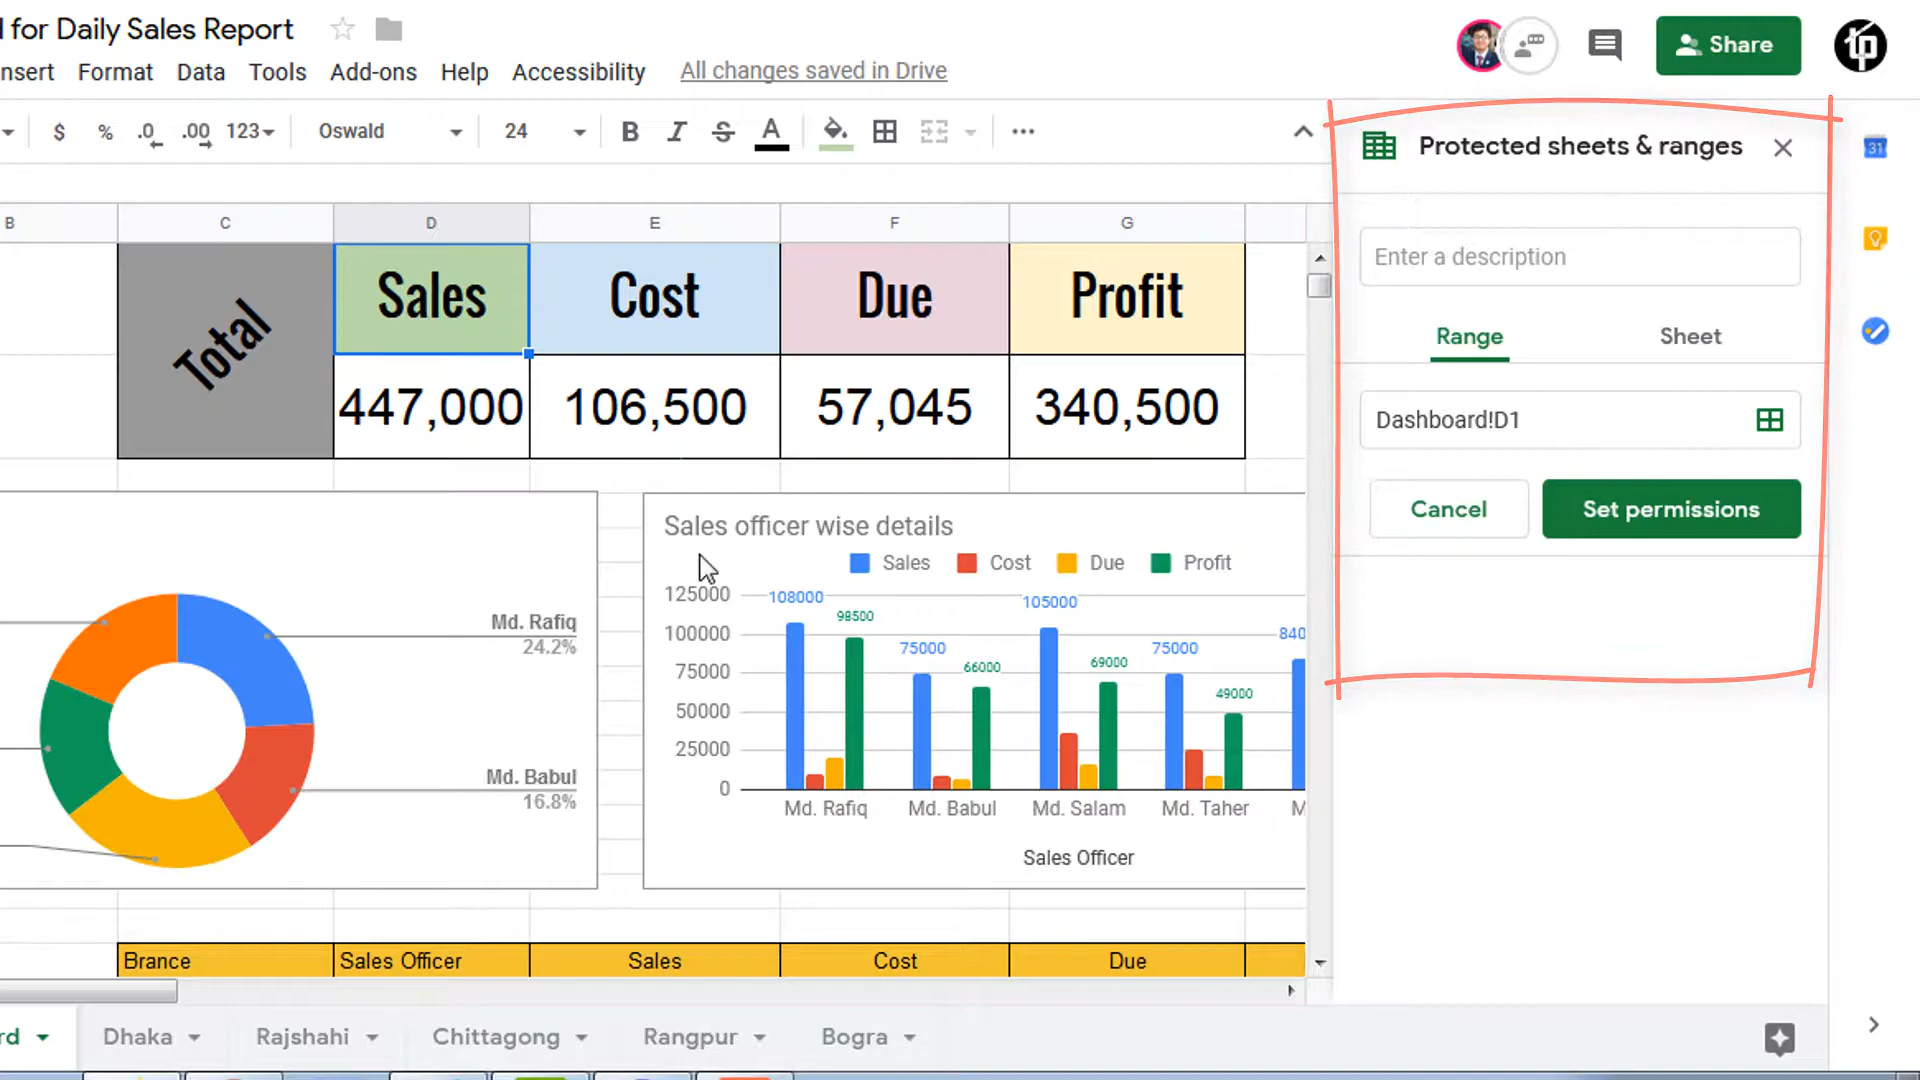 l for Daily Sales Report
Share
nsert Format Data Tools Add-ons Help Accessibility All changes saved in Drive
$ % .0 .00 123 Oswald 24 B I S A
Protected sheets & ranges
31
B C D E F G
Enter a description
Total Sales Cost Due Profit
Range Sheet
447,000 106,500 57,045 340,500
Dashboard!D1
Cancel Set permissions
Sales officer wise details
Sales Cost Due Profit
125000
100000
75000
50000
25000
0
108000
98500
75000
66000
105000
69000
75000
49000
840
Md. Rafiq Md. Babul Md. Salam Md. Taher M
Sales Officer
Md. Rafiq
24.2%
Md. Babul
16.8%
Brance Sales Officer Sales Cost Due
rd Dhaka Rajshahi Chittagong Rangpur Bogra